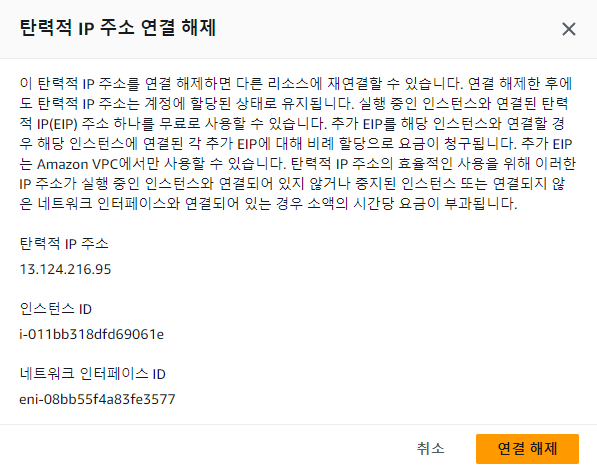 탄력적 IP 주소 연결 해제
이 탄력적 IP 주소를 연결 해제하면 다른 리소스에 재연결할 수 있습니다. 연결 해제한 후에
도 탄력적 IP 주소는 계정에 할당된 상태로 유지됩니다. 실행 중인 인스턴스와 연결된 탄력
적 IP(EIP) 주소 하나를 무료로 사용할 수 있습니다. 추가 EIP를 해당 인스턴스와 연결할 경
우 해당 인스턴스에 연결된 각 추가 EIP에 대해 비례 할당으로 요금이 청구됩니다. 추가 EIP
는 Amazon VPC에서만 사용할 수 있습니다. 탄력적 IP 주소의 효율적인 사용을 위해 이러한
IP 주소가 실행 중인 인스턴스와 연결되어 있지 않거나 중지된 인스턴스 또는 연결되지 않
은 네트워크 인터페이스와 연결되어 있는 경우 소액의 시간당 요금이 부과됩니다.
탄력적 IP 주소
13.124.216.95
인스턴스 ID
i-011bb318dfd69061e
네트워크 인터페이스 ID
eni-08bb55f4a83fe3577
취소 연결 해제